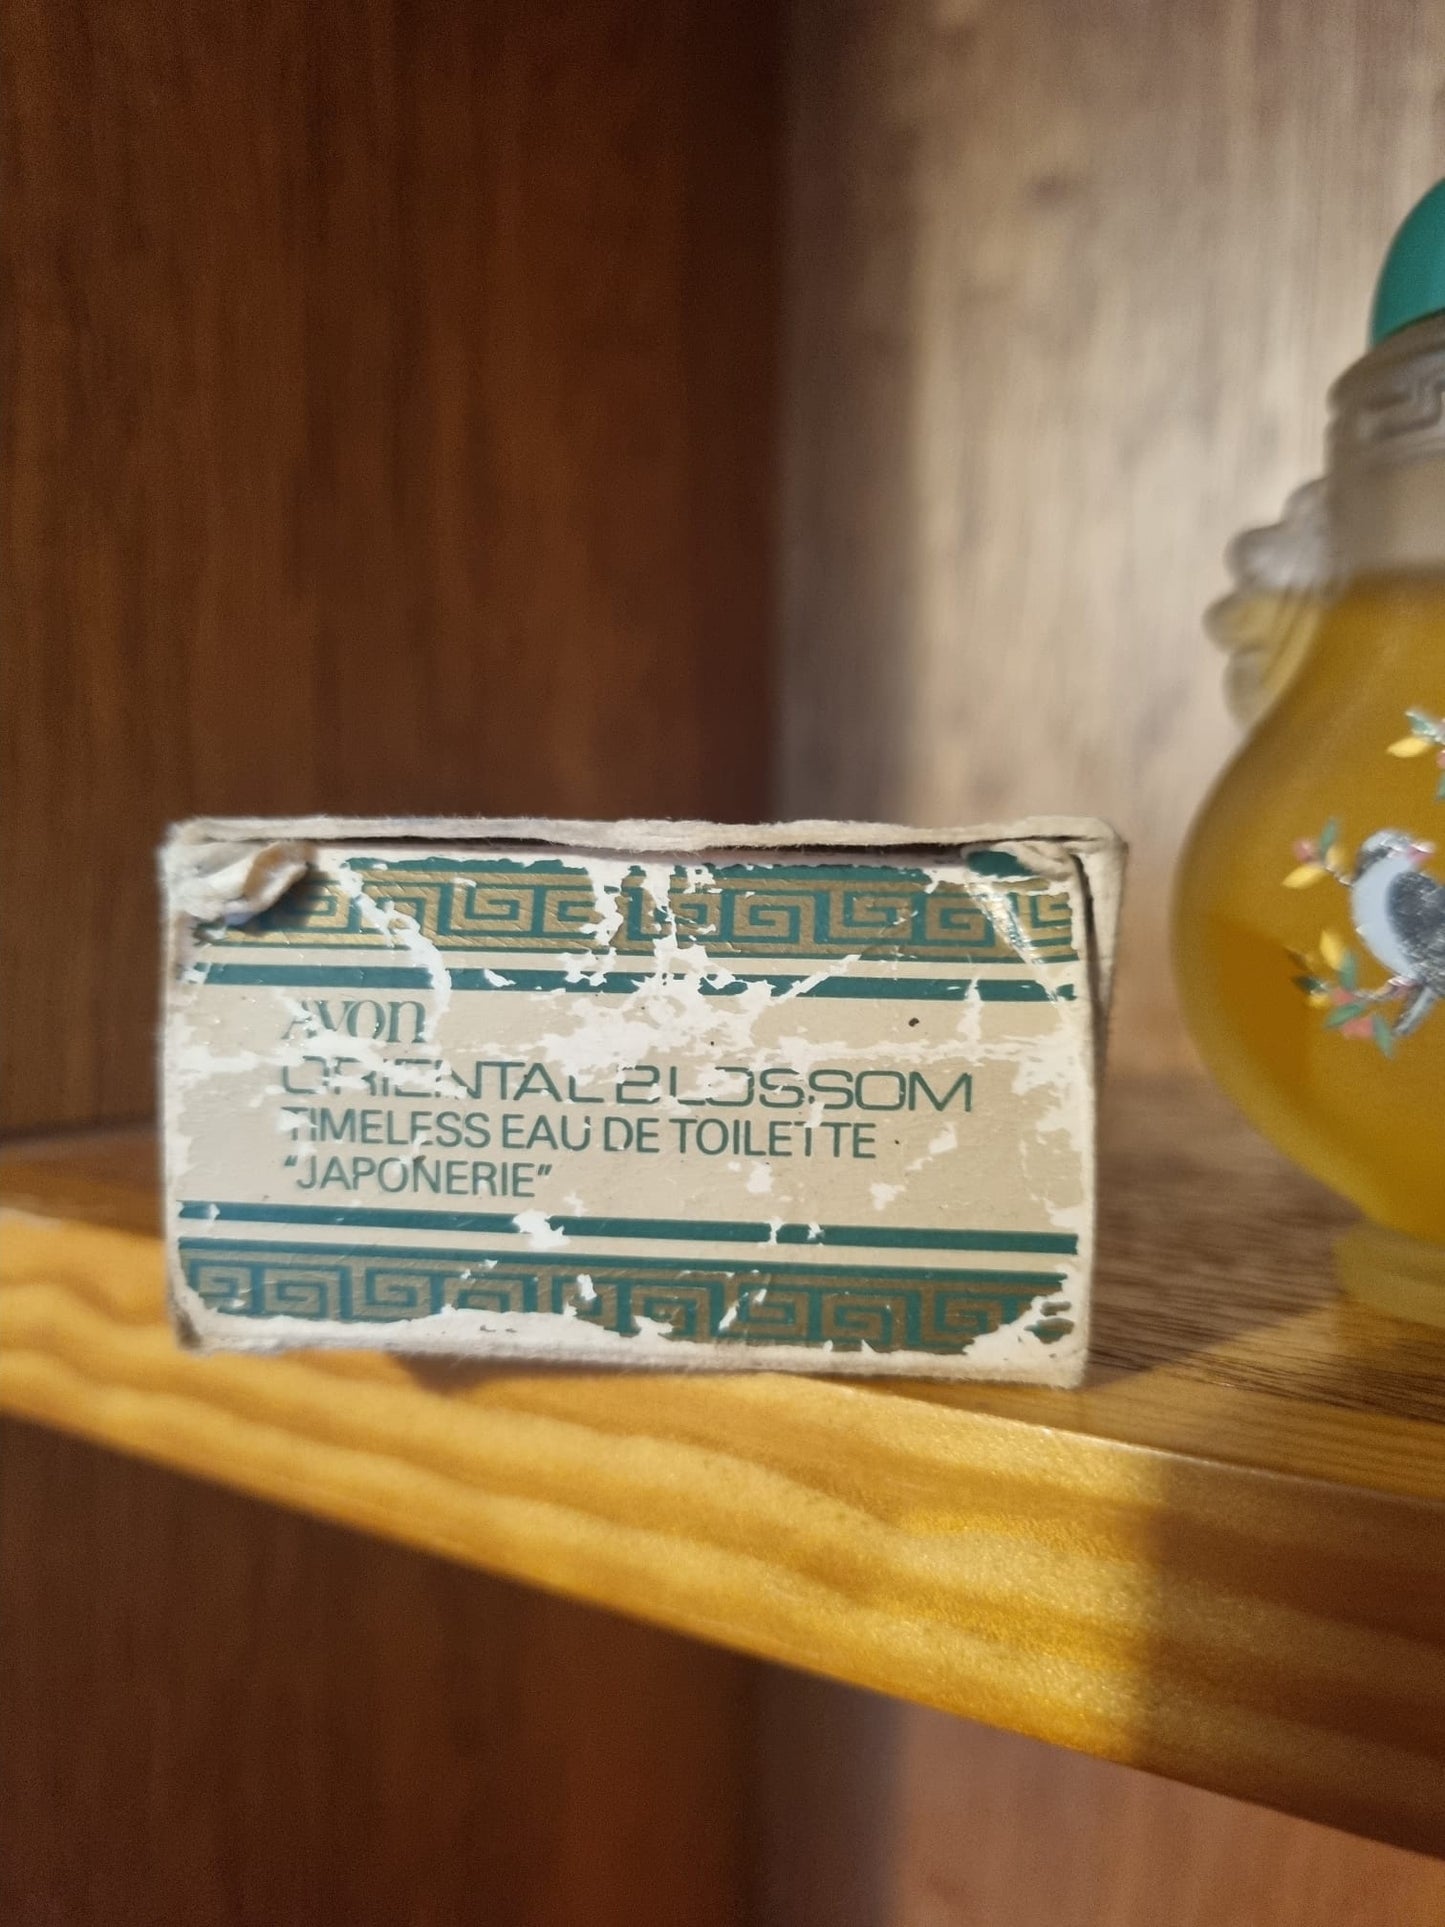 AVON
ORIENTAL BLOSSOM
TIMELESS EAU DE TOILETTE
"JAPONERIE"